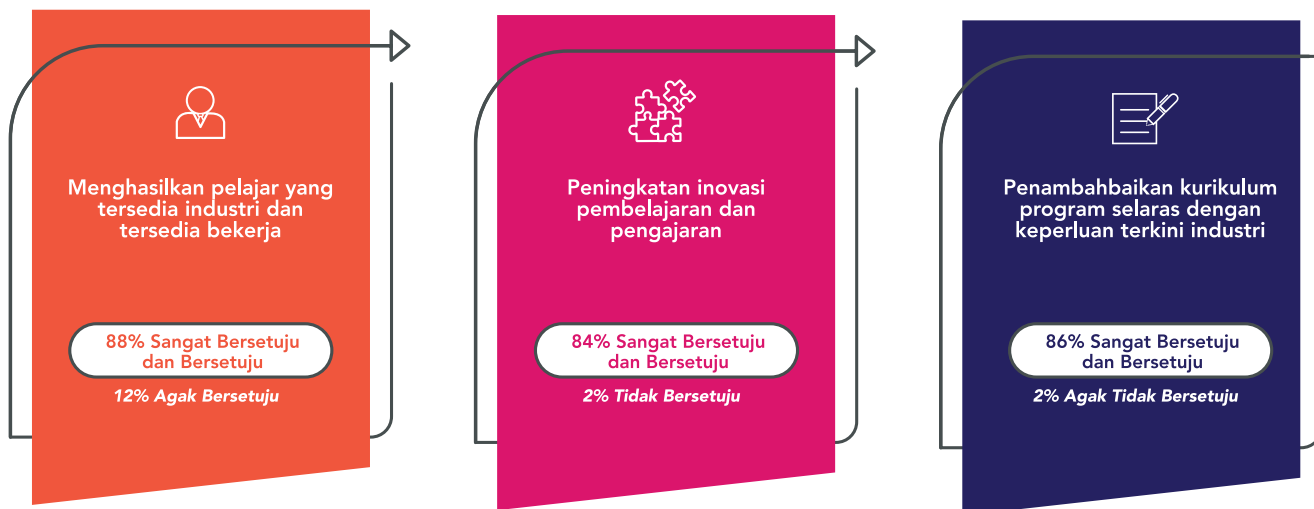 Menghasilkan pelajar yang
tersedia industri dan
tersedia bekerja
88% Sangat Bersetuju
dan Bersetuju
12% Agak Bersetuju
Peningkatan inovasi
pembelajaran dan
pengajaran
84% Sangat Bersetuju
dan Bersetuju
2% Tidak Bersetuju
Penambahbaikan kurikulum
program selaras dengan
keperluan terkini industri
86% Sangat Bersetuju
dan Bersetuju
2% Agak Tidak Bersetuju